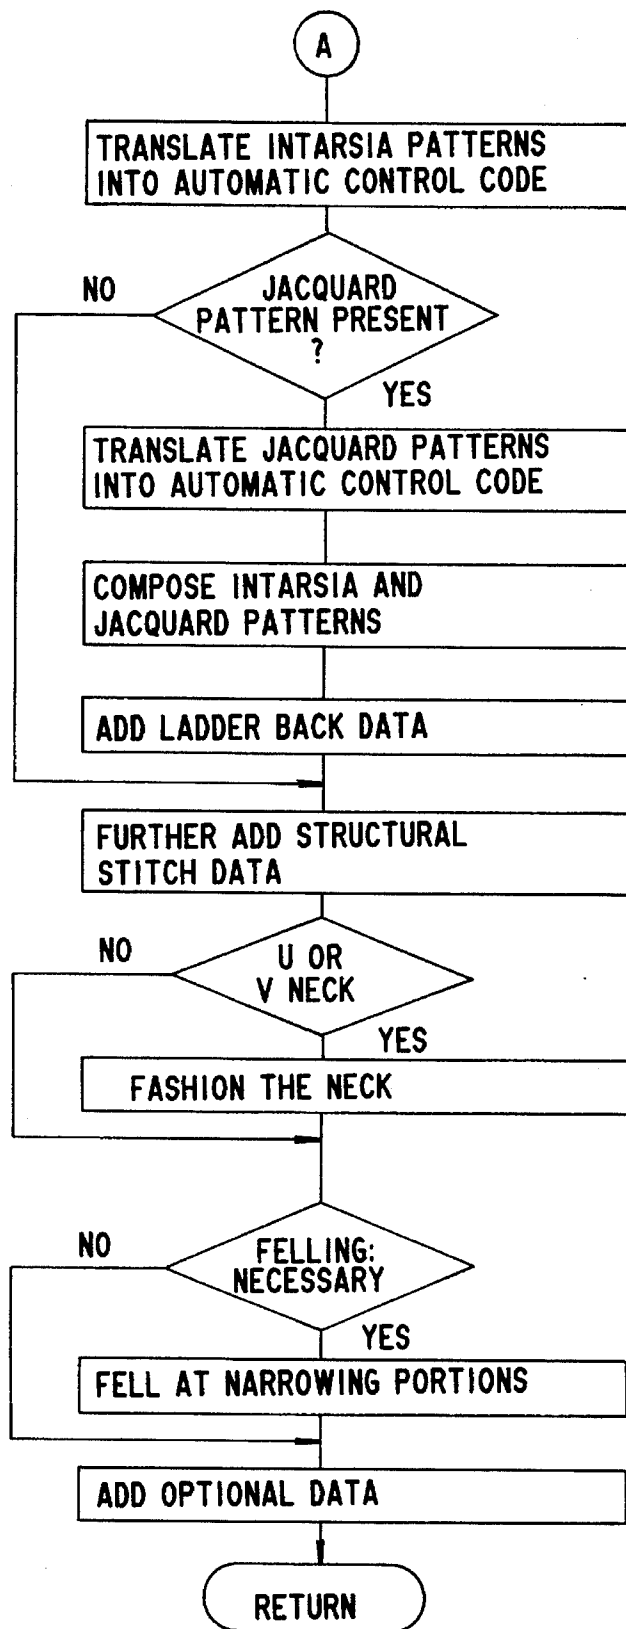 A
TRANSLATE INTARSIA PATTERNS
INTO AUTOMATIC CONTROL CODE
NO
JACQUARD
PATTERN PRESENT
?
YES
TRANSLATE JACQUARD PATTERNS
INTO AUTOMATIC CONTROL CODE
COMPOSE INTARSIA AND
JACQUARD PATTERNS
ADD LADDER BACK DATA
FURTHER ADD STRUCTURAL
STITCH DATA
NO
U OR
V NECK
YES
FASHION THE NECK
NO
FELLING:
NECESSARY
YES
FELL AT NARROWING PORTIONS
ADD OPTIONAL DATA
RETURN